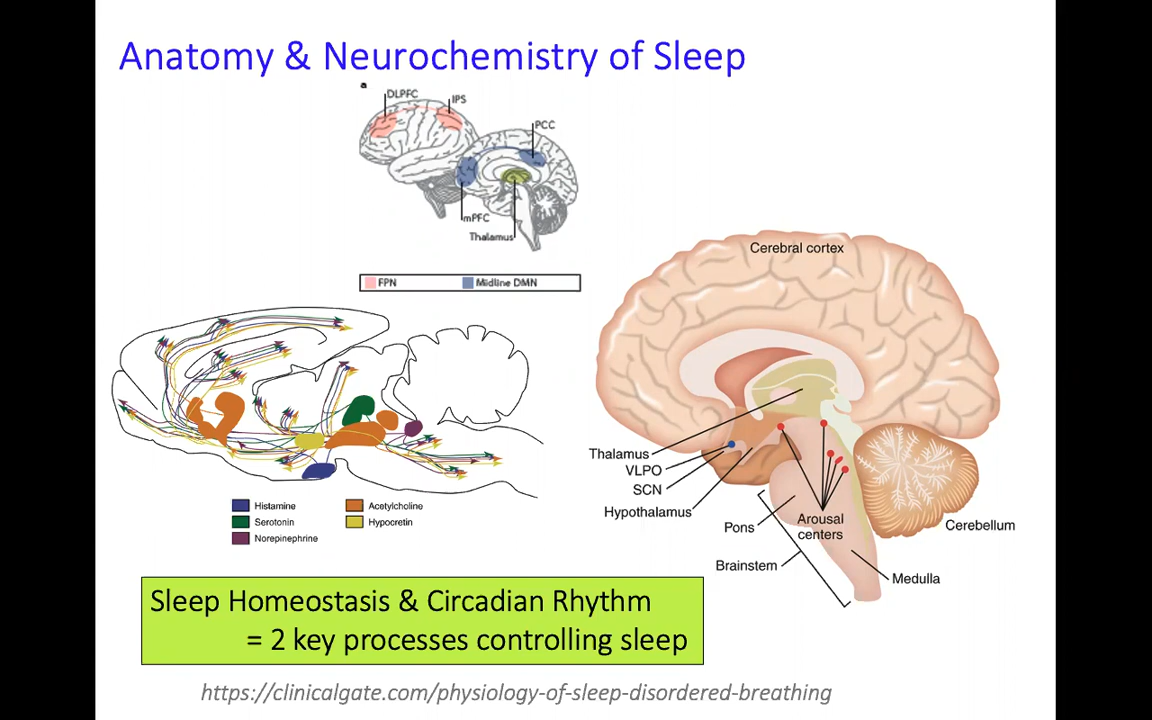 Anatomy & Neurochemistry of Sleep
a
DLPFC
IPS
PCC
mPFC
Thalamus
FPN
Midline DMN
Histamine
Serotonin
Norepinephrine
Acetylcholine
Hypocretin
Cerebral cortex
Thalamus
VLPO
SCN
Hypothalamus
Pons
Arousal
centers
Brainstem
Cerebellum
Medulla
Sleep Homeostasis & Circadian Rhythm
= 2 key processes controlling sleep
https://clinicalgate.com/physiology-of-sleep-disordered-breathing